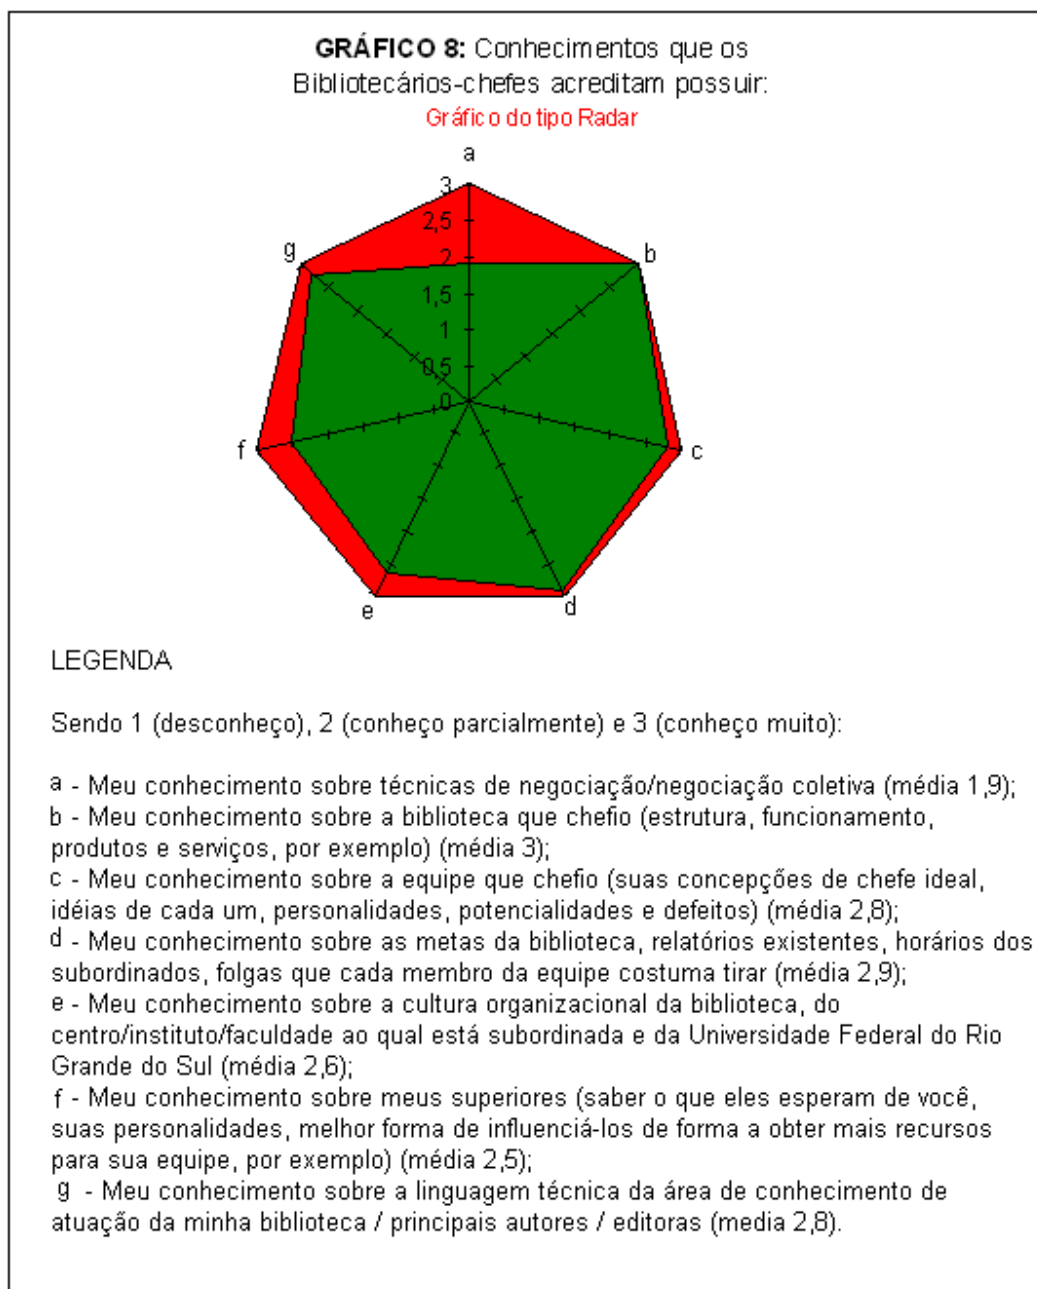 GRÁFICO 8: Conhecimentos que os
Bibliotecários-chefes acreditam possuir:
Gráfico do tipo Radar
a
3
2,5
2
1,5
1
0,5
0
g
b
f
c
e
d
LEGENDA
Sendo 1 (desconheço), 2 (conheço parcialmente) e 3 (conheço muito):
a - Meu conhecimento sobre técnicas de negociação/negociação coletiva (média 1,9);
b - Meu conhecimento sobre a biblioteca que chefio (estrutura, funcionamento,
produtos e serviços, por exemplo) (média 3);
c - Meu conhecimento sobre a equipe que chefio (suas concepções de chefe ideal,
idéias de cada um, personalidades, potencialidades e defeitos) (média 2,8);
d - Meu conhecimento sobre as metas da biblioteca, relatórios existentes, horários dos
subordinados, folgas que cada membro da equipe costuma tirar (média 2,9);
e - Meu conhecimento sobre a cultura organizacional da biblioteca, do
centro/instituto/faculdade ao qual está subordinada e da Universidade Federal do Rio
Grande do Sul (média 2,6);
f - Meu conhecimento sobre meus superiores (saber o que eles esperam de você,
suas personalidades, melhor forma de influenciá-los de forma a obter mais recursos
para sua equipe, por exemplo) (média 2,5);
g - Meu conhecimento sobre a linguagem técnica da área de conhecimento de
atuação da minha biblioteca / principais autores / editoras (media 2,8).